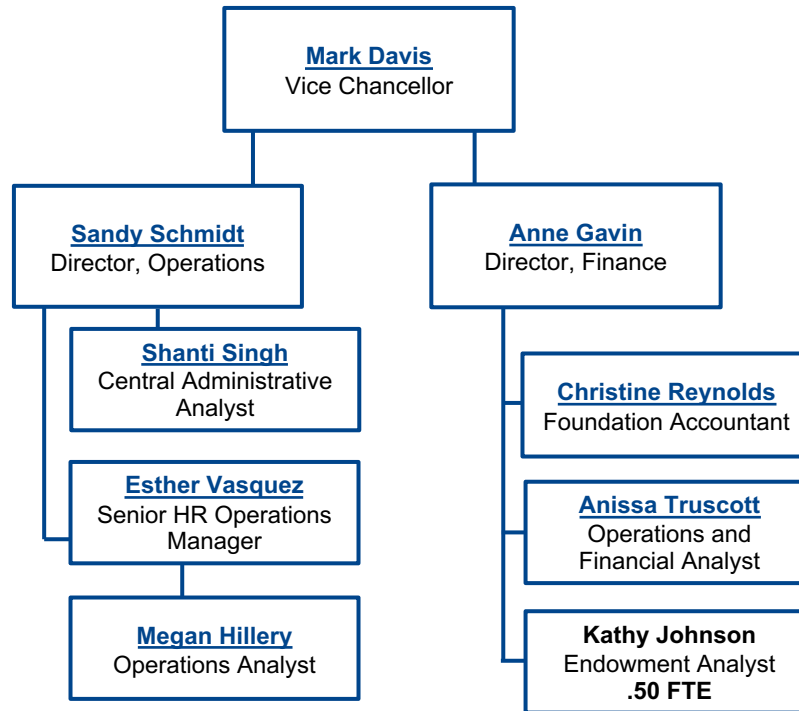 Mark Davis
Vice Chancellor
Sandy Schmidt
Director, Operations
Anne Gavin
Director, Finance
Shanti Singh
Central Administrative
Analyst
Esther Vasquez
Senior HR Operations
Manager
Megan Hillery
Operations Analyst
Christine Reynolds
Foundation Accountant
Anissa Truscott
Operations and
Financial Analyst
Kathy Johnson
Endowment Analyst
.50 FTE